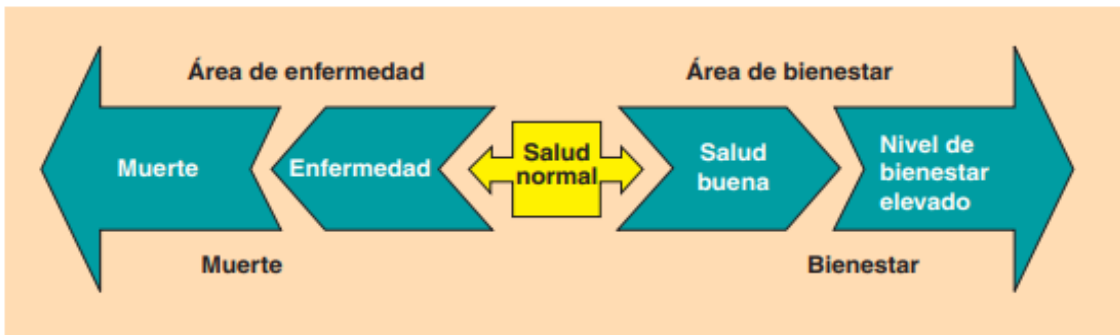 Área de enfermedad
Área de bienestar
Muerte
Enfermedad
Salud
normal
Salud
buena
Nivel de
bienestar
elevado
Muerte
Bienestar